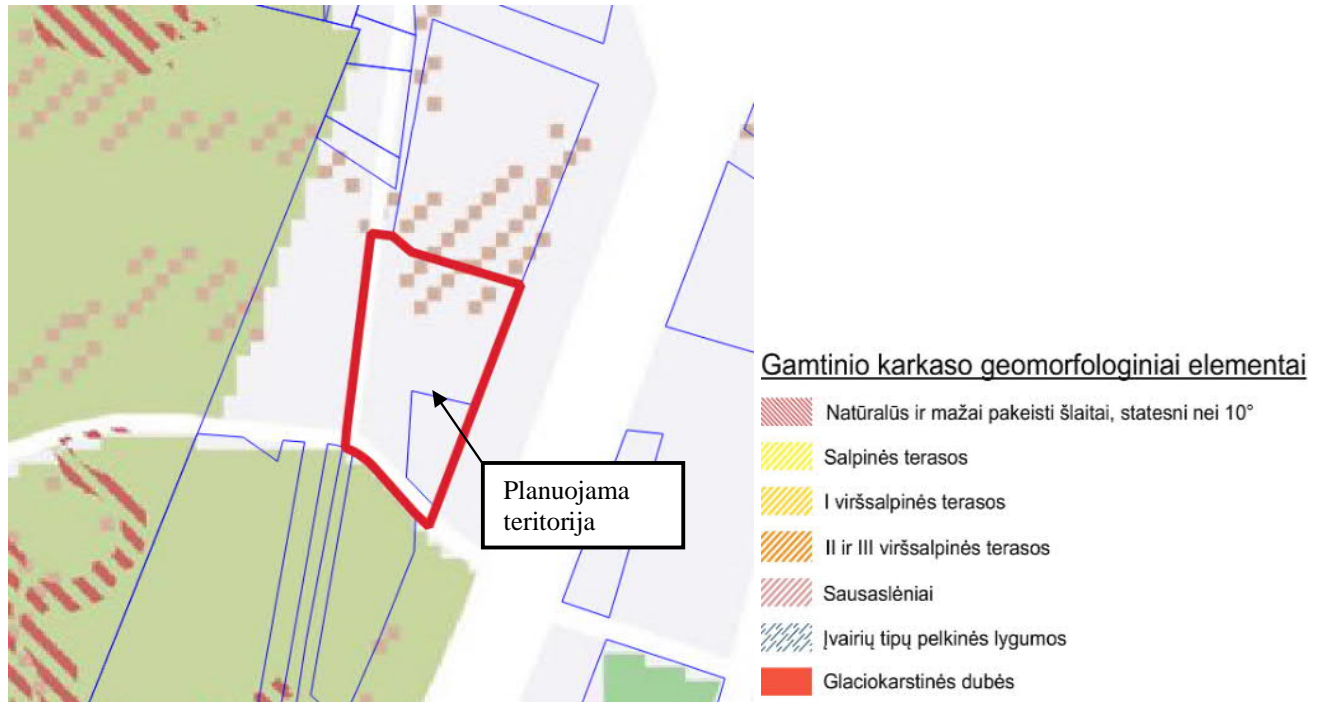 Planuojama
teritorija
Gamtinio karkaso geomorfologiniai elementai
Natūralūs ir mažai pakeisti šlaitai, statesni nei 10°
Salpinės terasos
I viršsalpinės terasos
II ir III viršsalpinės terasos
Sausaslėniai
Įvairių tipų pelkinės lygumos
Glaciokarstinės dubės